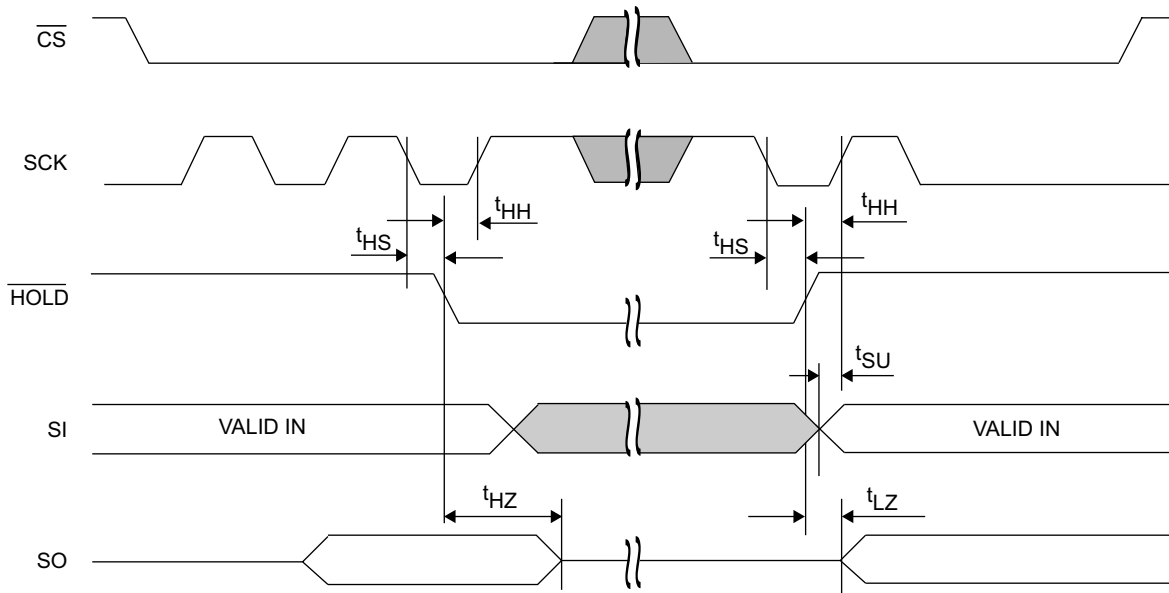 CS
SCK
tHH
tHH
tHS
tHS
HOLD
tSU
SI
VALID IN
VALID IN
tHZ
tLZ
SO